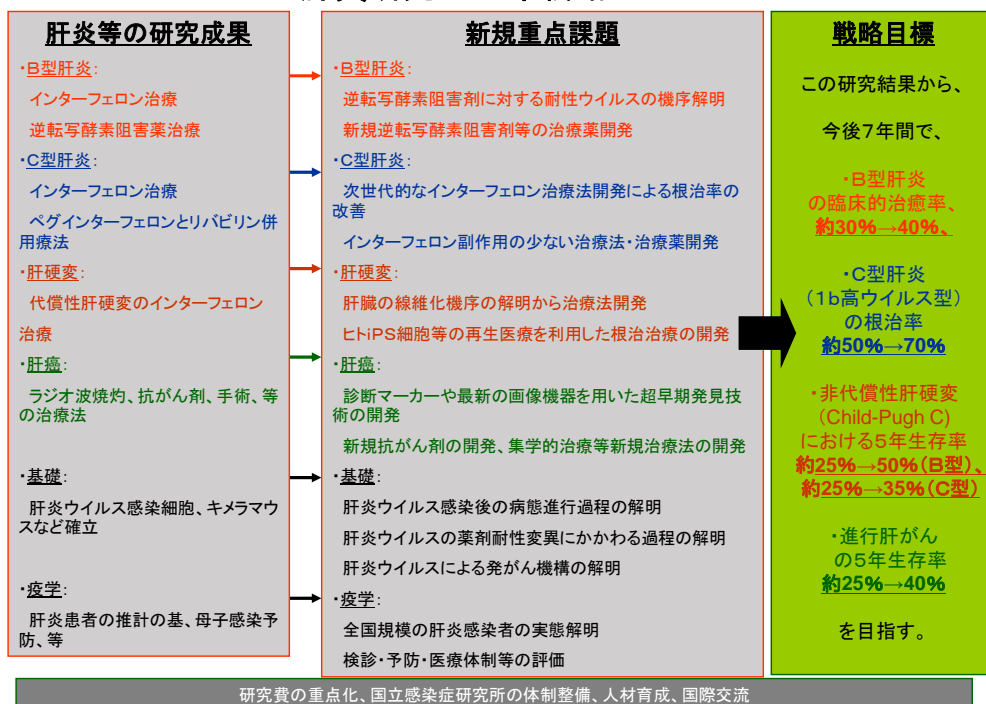 肝炎等の研究成果
・B型肝炎:
インターフェロン治療
逆転写酵素阻害薬治療
・C型肝炎:
インターフェロン治療
ペグインターフェロンとリバビリン併
用療法
・肝硬変:
代償性肝硬変のインターフェロン
治療
・肝癌:
ラジオ波焼灼、抗がん剤、手術、等
の治療法
・基礎:
肝炎ウイルス感染細胞、キメラマウ
スなど確立
・疫学:
肝炎患者の推計の基、母子感染予
防、等
新規重点課題
・B型肝炎:
逆転写酵素阻害剤に対する耐性ウイルスの機序解明
新規逆転写酵素阻害剤等の治療薬開発
・C型肝炎:
次世代的なインターフェロン治療法開発による根治率の
改善
インターフェロン副作用の少ない治療法・治療薬開発
・肝硬変:
肝臓の線維化機序の解明から治療法開発
ヒトiPS細胞等の再生医療を利用した根治治療の開発
・肝癌:
診断マーカーや最新の画像機器を用いた超早期発見技
術の開発
新規抗がん剤の開発、集学的治療等新規治療法の開発
・基礎:
肝炎ウイルス感染後の病態進行過程の解明
肝炎ウイルスの薬剤耐性変異にかかわる過程の解明
肝炎ウイルスによる発がん機構の解明
・疫学:
全国規模の肝炎感染者の実態解明
検診・予防・医療体制等の評価
戦略目標
この研究結果から、
今後7年間で、
・B型肝炎
の臨床的治癒率、
約30%→40%、
・C型肝炎
(1b高ウイルス型)
の根治率
約50%→70%
・非代償性肝硬変
(Child-Pugh C)
における5年生存率
約25%→50%(B型)、
約25%→35%(C型)
・進行肝がん
の5年生存率
約25%→40%
を目指す。
研究費の重点化、国立感染症研究所の体制整備、人材育成、国際交流